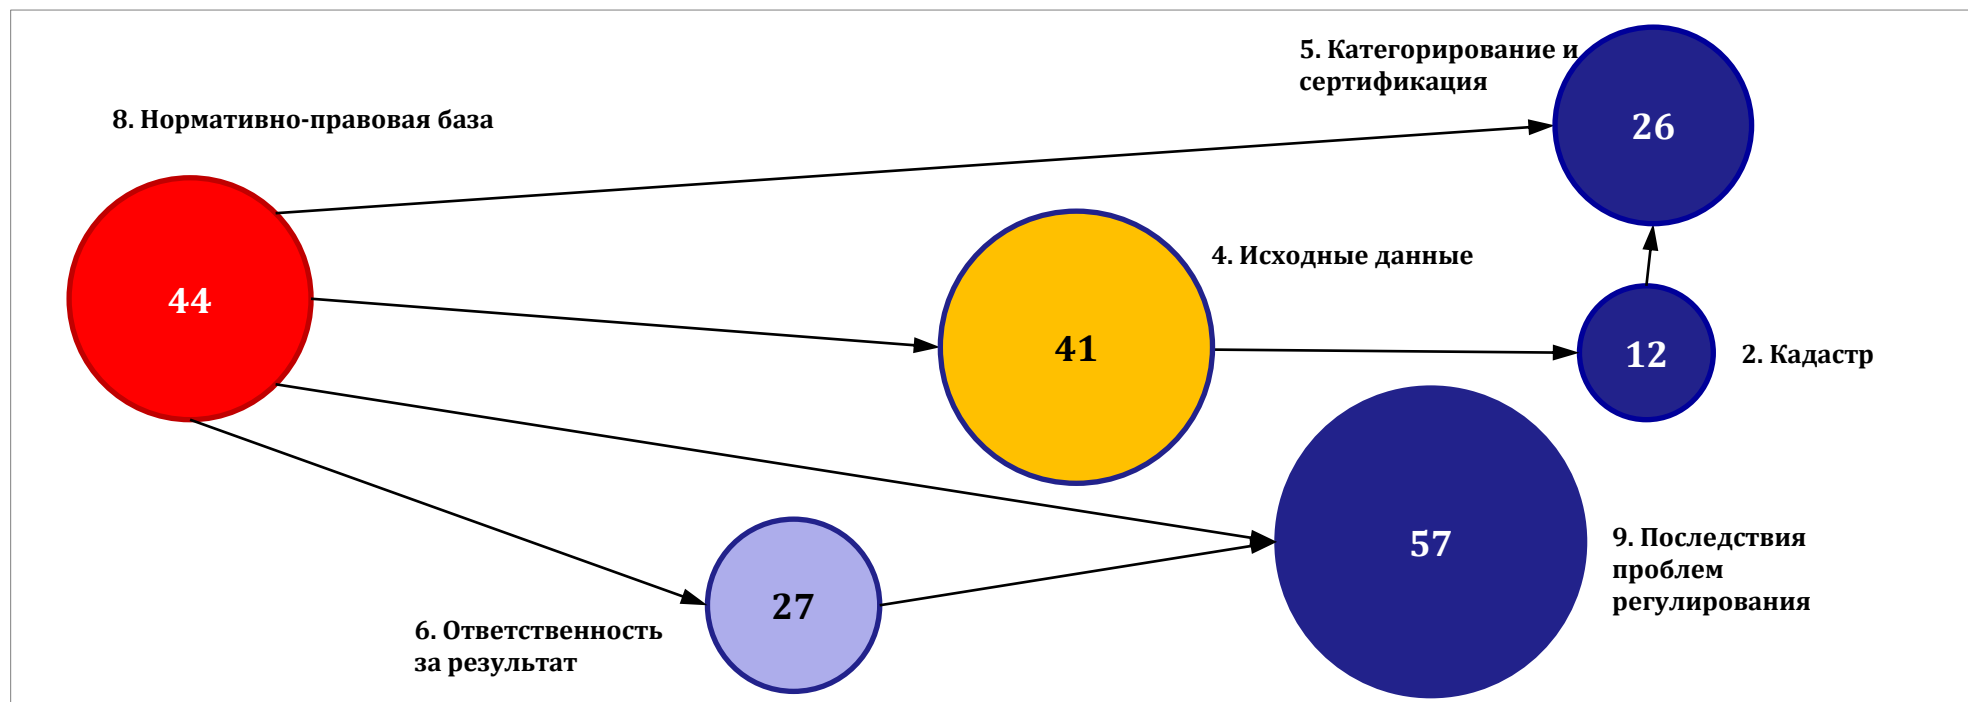 5. Категорирование и
сертификация
26
8. Нормативно-правовая база
44
4. Исходные данные
41
12
2. Кадастр
57
9. Последствия
проблем
регулирования
27
6. Ответственность
за результат